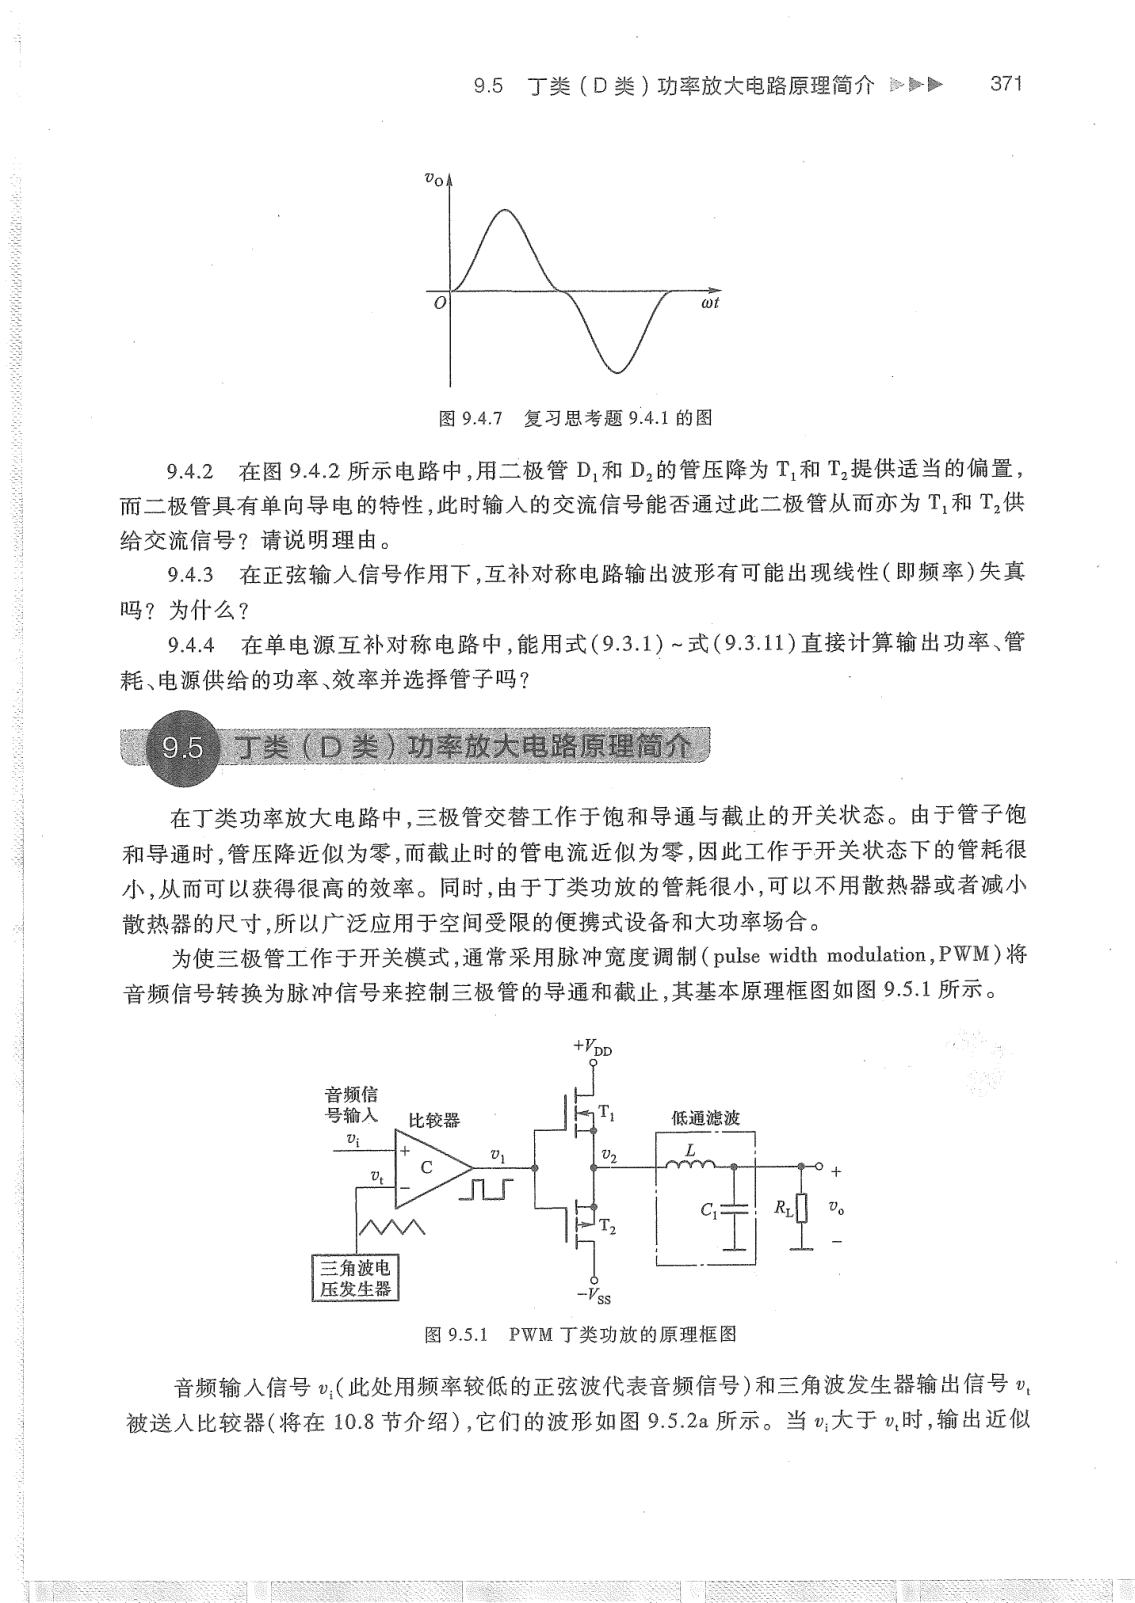 9.5 丁类(D 类)功率放大电路原理简介 371
vO
O
ωt
图 9.4.7 复习思考题 9.4.1 的图
9.4.2 在图 9.4.2 所示电路中,用二极管 D1和 D2的管压降为 T1和 T2提供适当的偏置,
而二极管具有单向导电的特性,此时输入的交流信号能否通过此二极管从而亦为 T1和 T2供
给交流信号? 请说明理由。
9.4.3 在正弦输入信号作用下,互补对称电路输出波形有可能出现线性(即频率)失真
吗? 为什么?
9.4.4 在单电源互补对称电路中,能用式(9.3.1)~式(9.3.11)直接计算输出功率、管
耗、电源供给的功率、效率并选择管子吗?
9.5 丁类(D 类)功率放大电路原理简介
在丁类功率放大电路中,三极管交替工作于饱和导通与截止的开关状态。由于管子饱
和导通时,管压降近似为零,而截止时的管电流近似为零,因此工作于开关状态下的管耗很
小,从而可以获得很高的效率。同时,由于丁类功放的管耗很小,可以不用散热器或者减小
散热器的尺寸,所以广泛应用于空间受限的便携式设备和大功率场合。
为使三极管工作于开关模式,通常采用脉冲宽度调制(pulse width modulation,PWM)将
音频信号转换为脉冲信号来控制三极管的导通和截止,其基本原理框图如图 9.5.1 所示。
+VDD
音频信
号输入
比较器
T1
低通滤波
vi
+
C
v1
v2
L
+
vt
−
C1
RL
vo
T2
−
三角波电
压发生器
−VSS
图 9.5.1 PWM 丁类功放的原理框图
音频输入信号 vi(此处用频率较低的正弦波代表音频信号)和三角波发生器输出信号 vt
被送入比较器(将在 10.8 节介绍),它们的波形如图 9.5.2a 所示。当 vi大于 vt时,输出近似